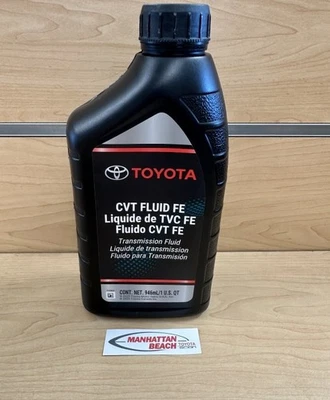 TOYOTA
CVT FLUID FE
Liquide de TVC FE
Fluido CVT FE
Transmission Fluid
Liquide de transmission
Fluido para Transmisión
CONT. NET. 946mL/1 U.S. QT
MANHATTAN
BEACH
TOYOTA